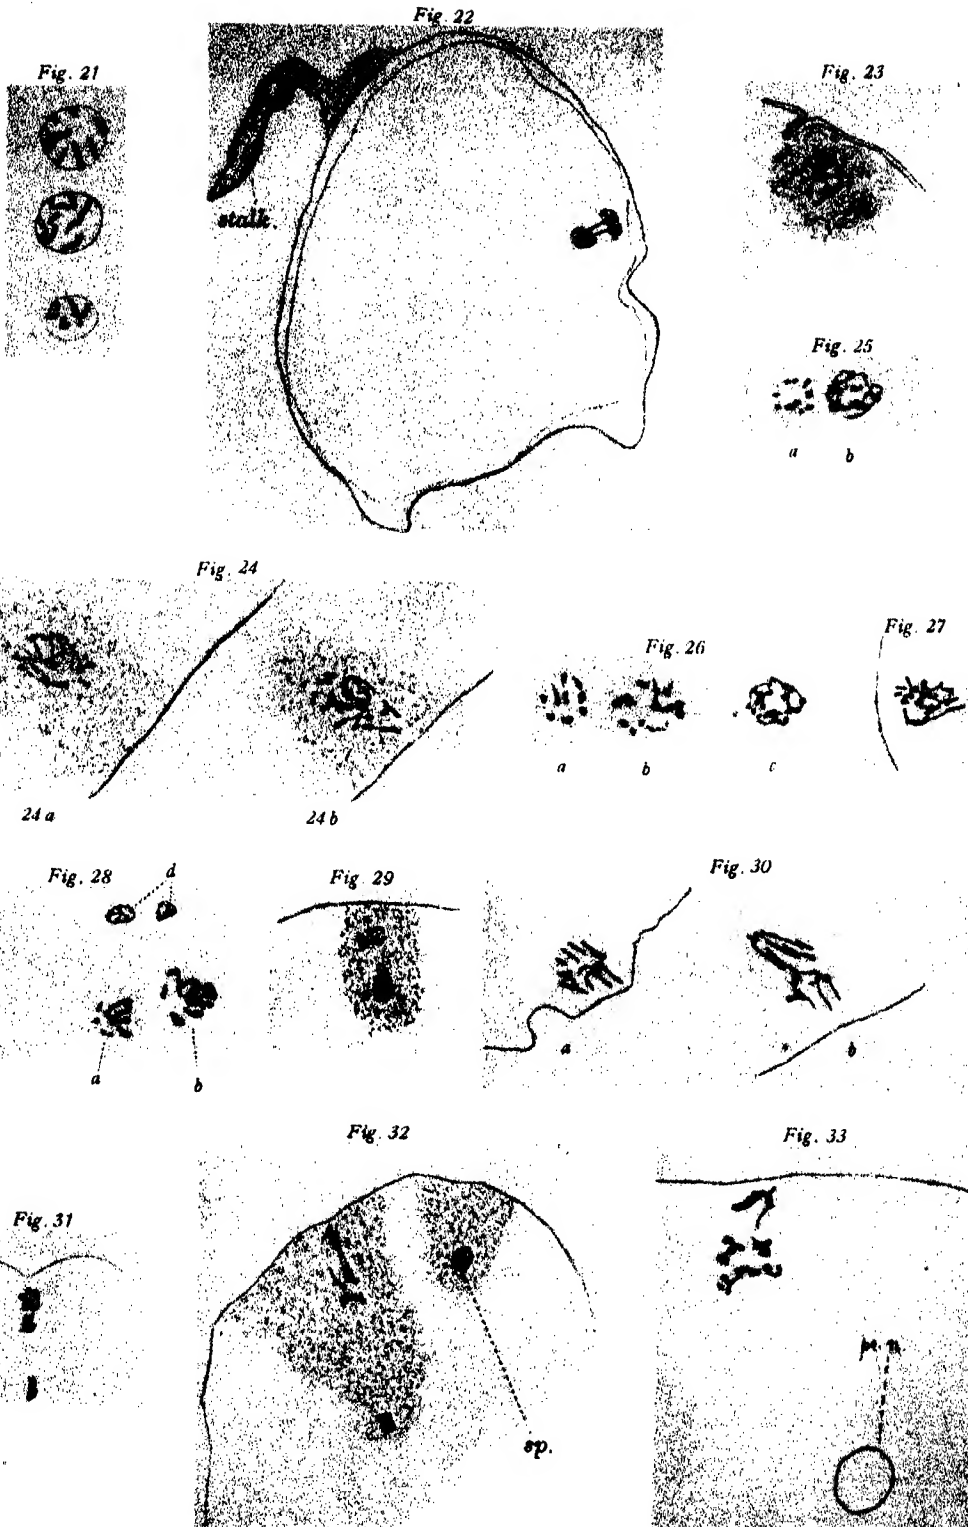 Fig. 22
Fig. 21
Fig. 23
stalk.
Fig. 25
a b
Fig. 24
Fig. 26
Fig. 27
a b c
24 a
24 b
Fig. 28
d
Fig. 29
Fig. 30
a
b
a
b
Fig. 32
Fig. 33
Fig. 31
p. n
sp.